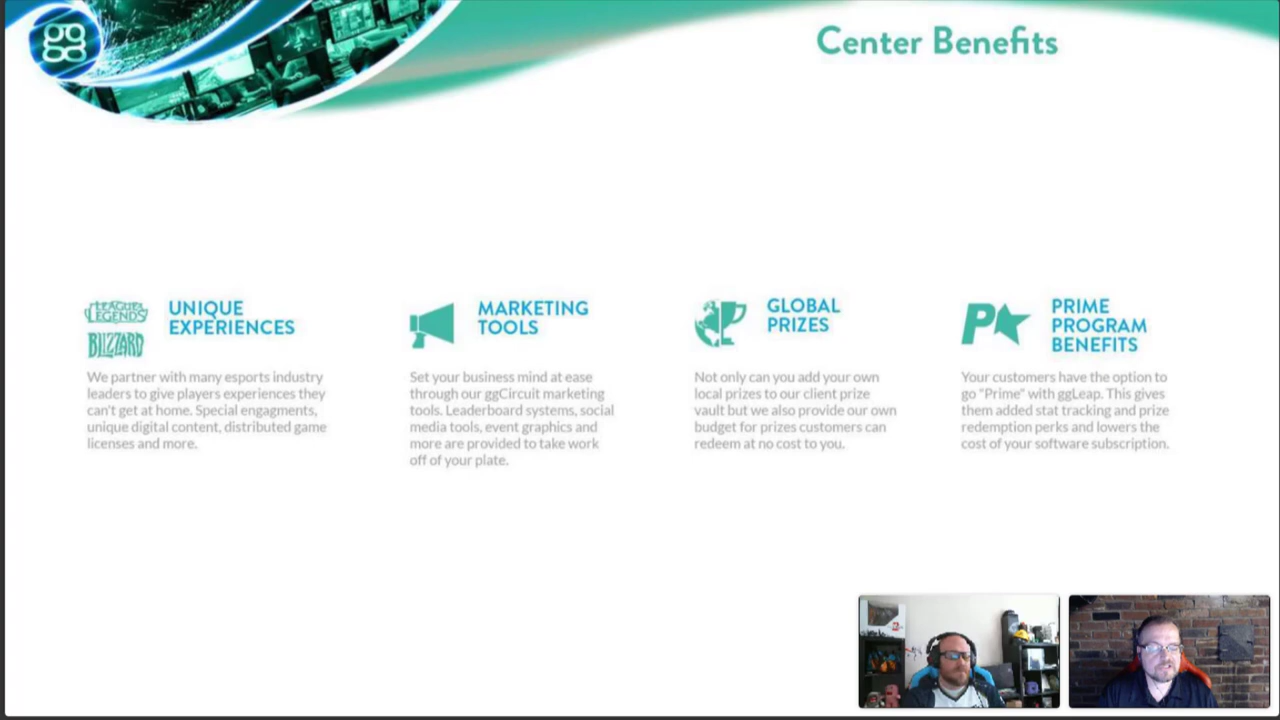 gg
Center Benefits
LEAGUE of
LEGENDS
BLIZZARD
UNIQUE
EXPERIENCES
We partner with many esports industry
leaders to give players experiences they
can't get at home. Special engagments,
unique digital content, distributed game
licenses and more.
MARKETING
TOOLS
Set your business mind at ease
through our ggCircuit marketing
tools. Leaderboard systems, social
media tools, event graphics and
more are provided to take work
off of your plate.
GLOBAL
PRIZES
Not only can you add your own
local prizes to our client prize
vault but we also provide our own
budget for prizes customers can
redeem at no cost to you.
P
PRIME
PROGRAM
BENEFITS
Your customers have the option to
go "Prime" with ggLeap. This gives
them added stat tracking and prize
redemption perks and lowers the
cost of your software subscription.